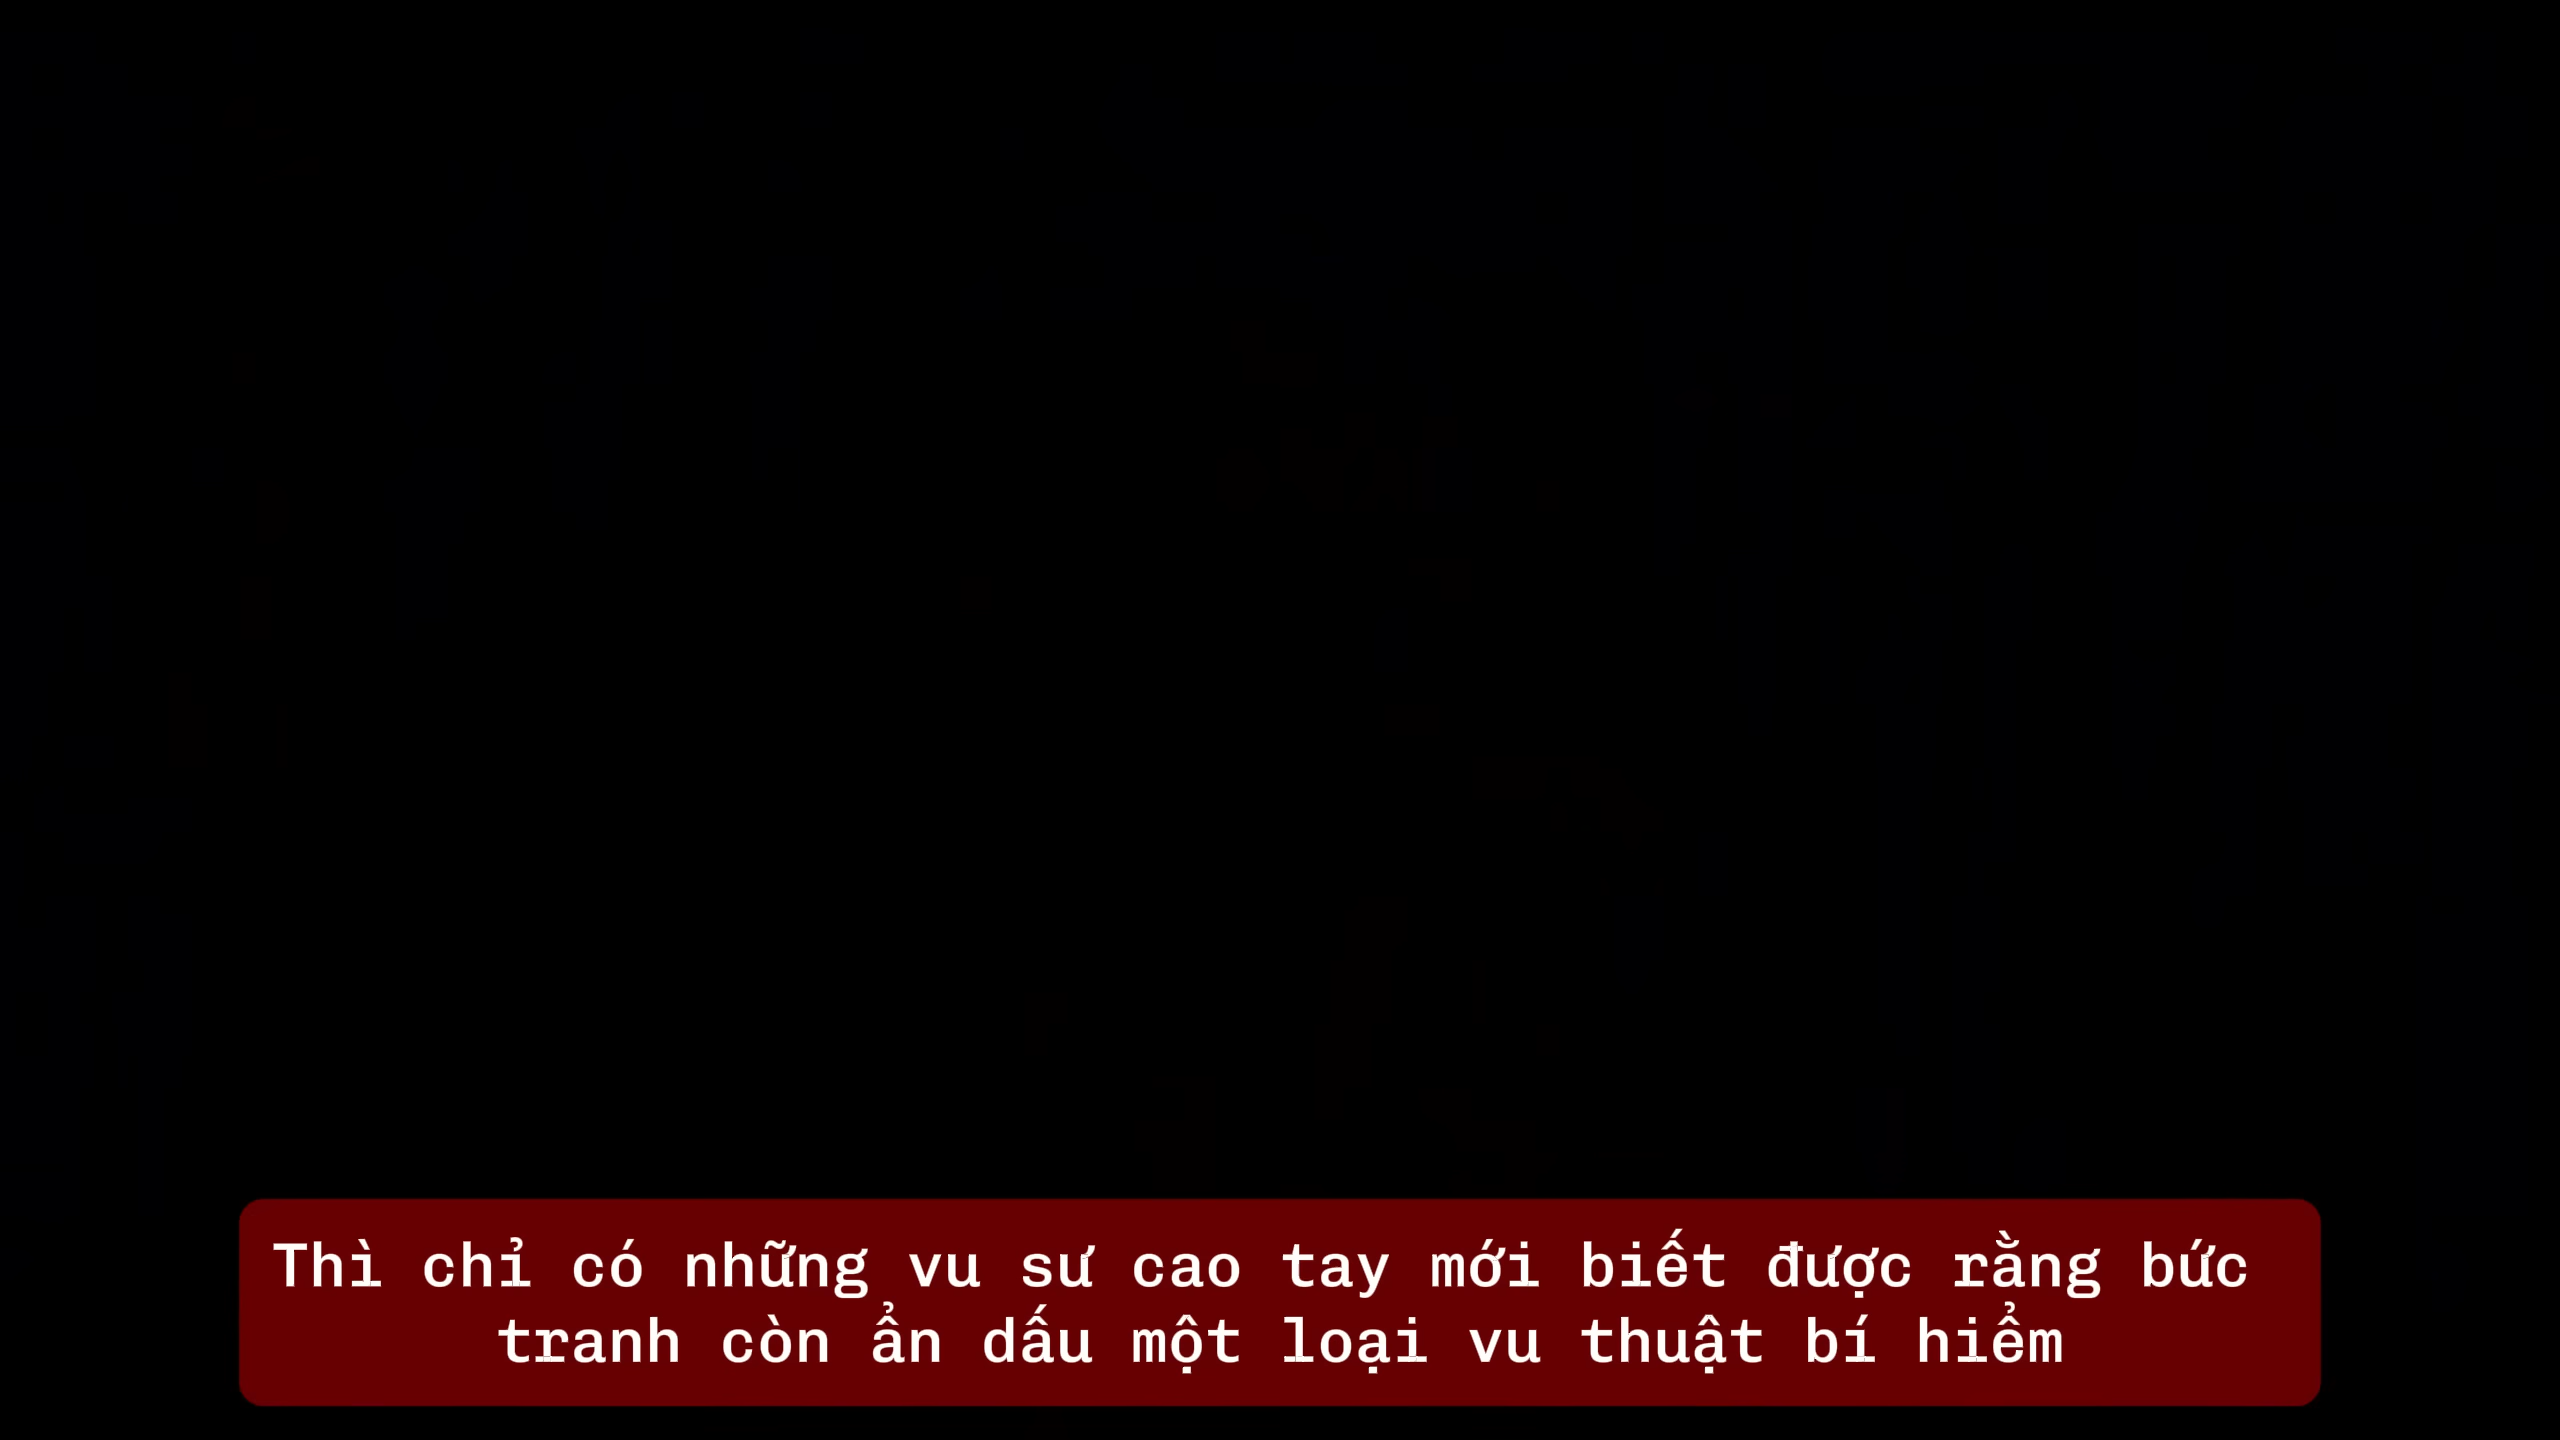 Thì chỉ có những vu sư cao tay mới biết được rằng bức
tranh còn ẩn dấu một loại vu thuật bí hiểm